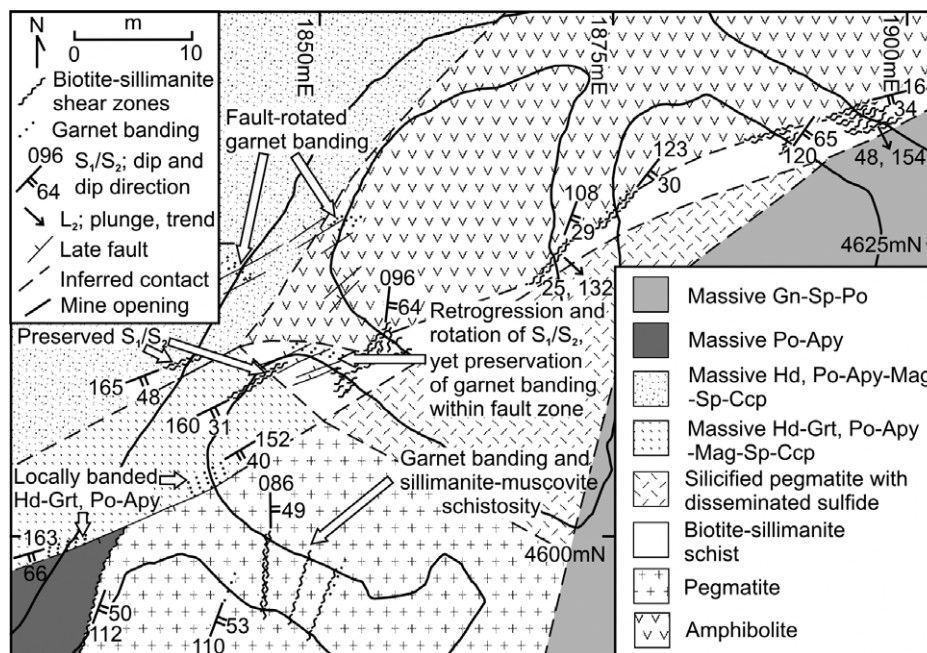 N
m
0 10
Biotite-sillimanite
shear zones
Garnet banding
096
64
S₁/S₂; dip and
dip direction
L₂; plunge, trend
Late fault
Inferred contact
Mine opening
1850mE
1875mE
1900mE
Fault-rotated
garnet banding
116
34
65
120
48, 154
123
30
108
29
25, 132
4625mN
096
64
Retrogression and
rotation of S₁/S₂,
yet preservation
of garnet banding
within fault zone
Preserved S₁/S₂
165
48
160
31
152
40
Locally banded
Hd-Grt, Po-Apy
Garnet banding and
sillimanite-muscovite
schistosity
086
49
163
66
4600mN
50
112
53
110
Massive Gn-Sp-Po
Massive Po-Apy
Massive Hd, Po-Apy-Mag
-Sp-Ccp
Massive Hd-Grt, Po-Apy
-Mag-Sp-Ccp
Silicified pegmatite with
disseminated sulfide
Biotite-sillimanite
schist
Pegmatite
Amphibolite